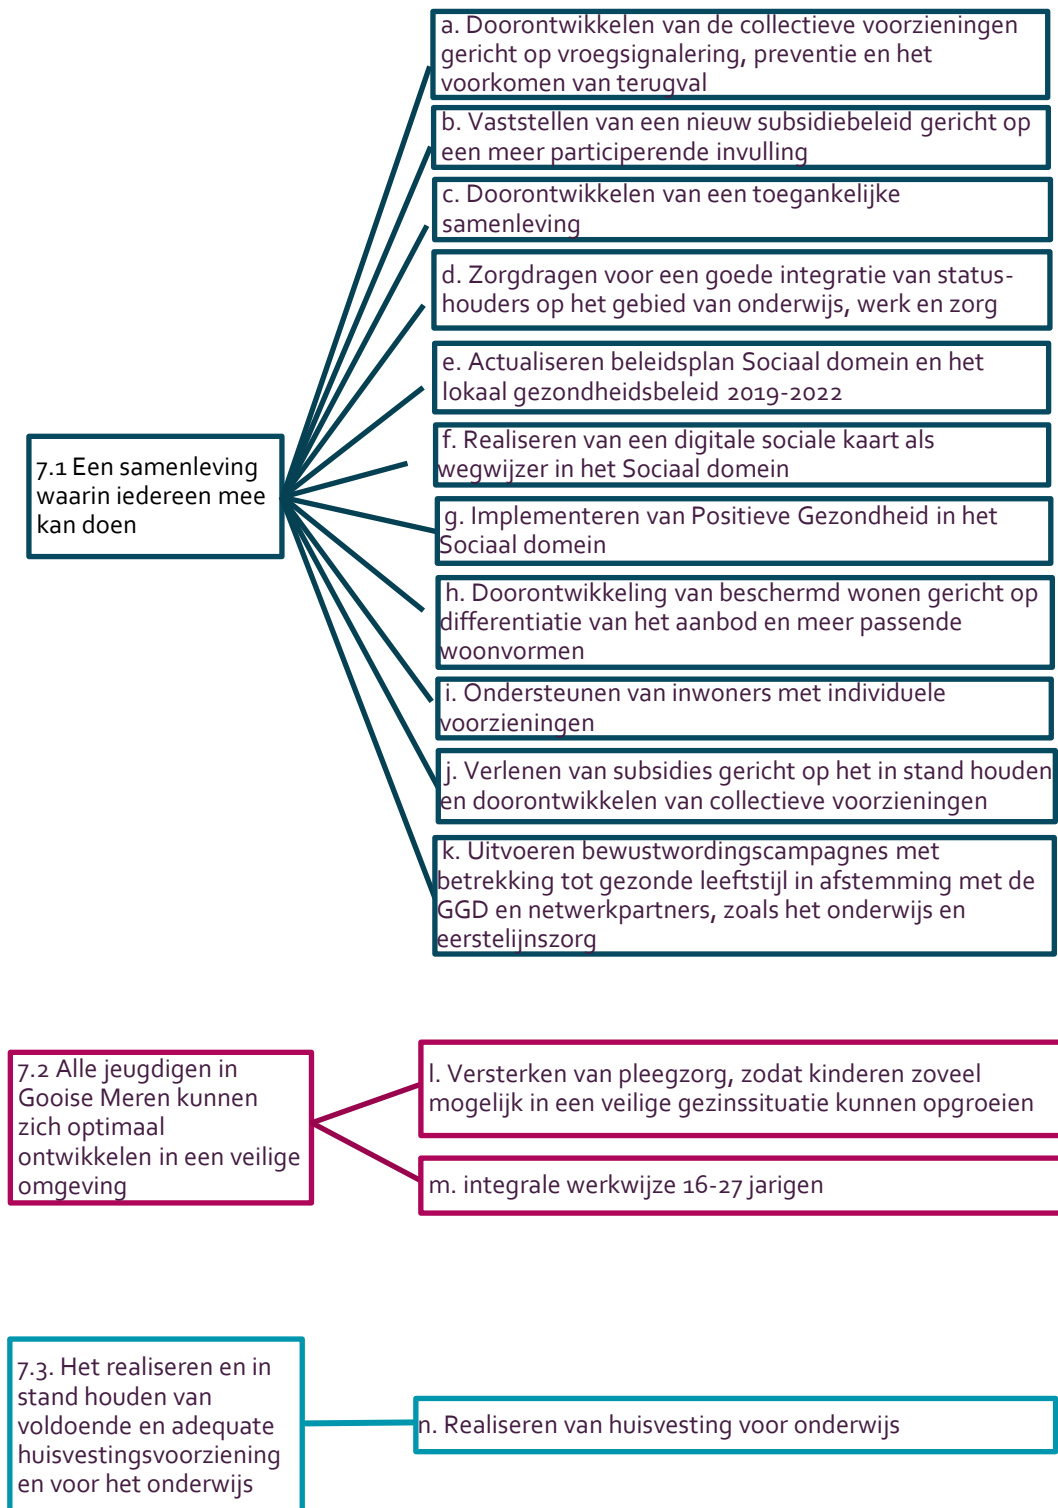 a. Doorontwikkelen van de collectieve voorzieningen
gericht op vroegsignalering, preventie en het
voorkomen van terugval
b. Vaststellen van een nieuw subsidiebeleid gericht op
een meer participerende invulling
c. Doorontwikkelen van een toegankelijke
samenleving
d. Zorgdragen voor een goede integratie van status-
houders op het gebied van onderwijs, werk en zorg
e. Actualiseren beleidsplan Sociaal domein en het
lokaal gezondheidsbeleid 2019-2022
7.1 Een samenleving
waarin iedereen mee
kan doen
f. Realiseren van een digitale sociale kaart als
wegwijzer in het Sociaal domein
g. Implementeren van Positieve Gezondheid in het
Sociaal domein
h. Doorontwikkeling van beschermd wonen gericht op
differentiatie van het aanbod en meer passende
woonvormen
i. Ondersteunen van inwoners met individuele
voorzieningen
j. Verlenen van subsidies gericht op het in stand houden
en doorontwikkelen van collectieve voorzieningen
k. Uitvoeren bewustwordingscampagnes met
betrekking tot gezonde leeftstijl in afstemming met de
GGD en netwerkpartners, zoals het onderwijs en
eerstelijnszorg
7.2 Alle jeugdigen in
Gooise Meren kunnen
zich optimaal
ontwikkelen in een veilige
omgeving
l. Versterken van pleegzorg, zodat kinderen zoveel
mogelijk in een veilige gezinssituatie kunnen opgroeien
m. integrale werkwijze 16-27 jarigen
7.3. Het realiseren en in
stand houden van
voldoende en adequate
huisvestingsvoorziening
en voor het onderwijs
n. Realiseren van huisvesting voor onderwijs